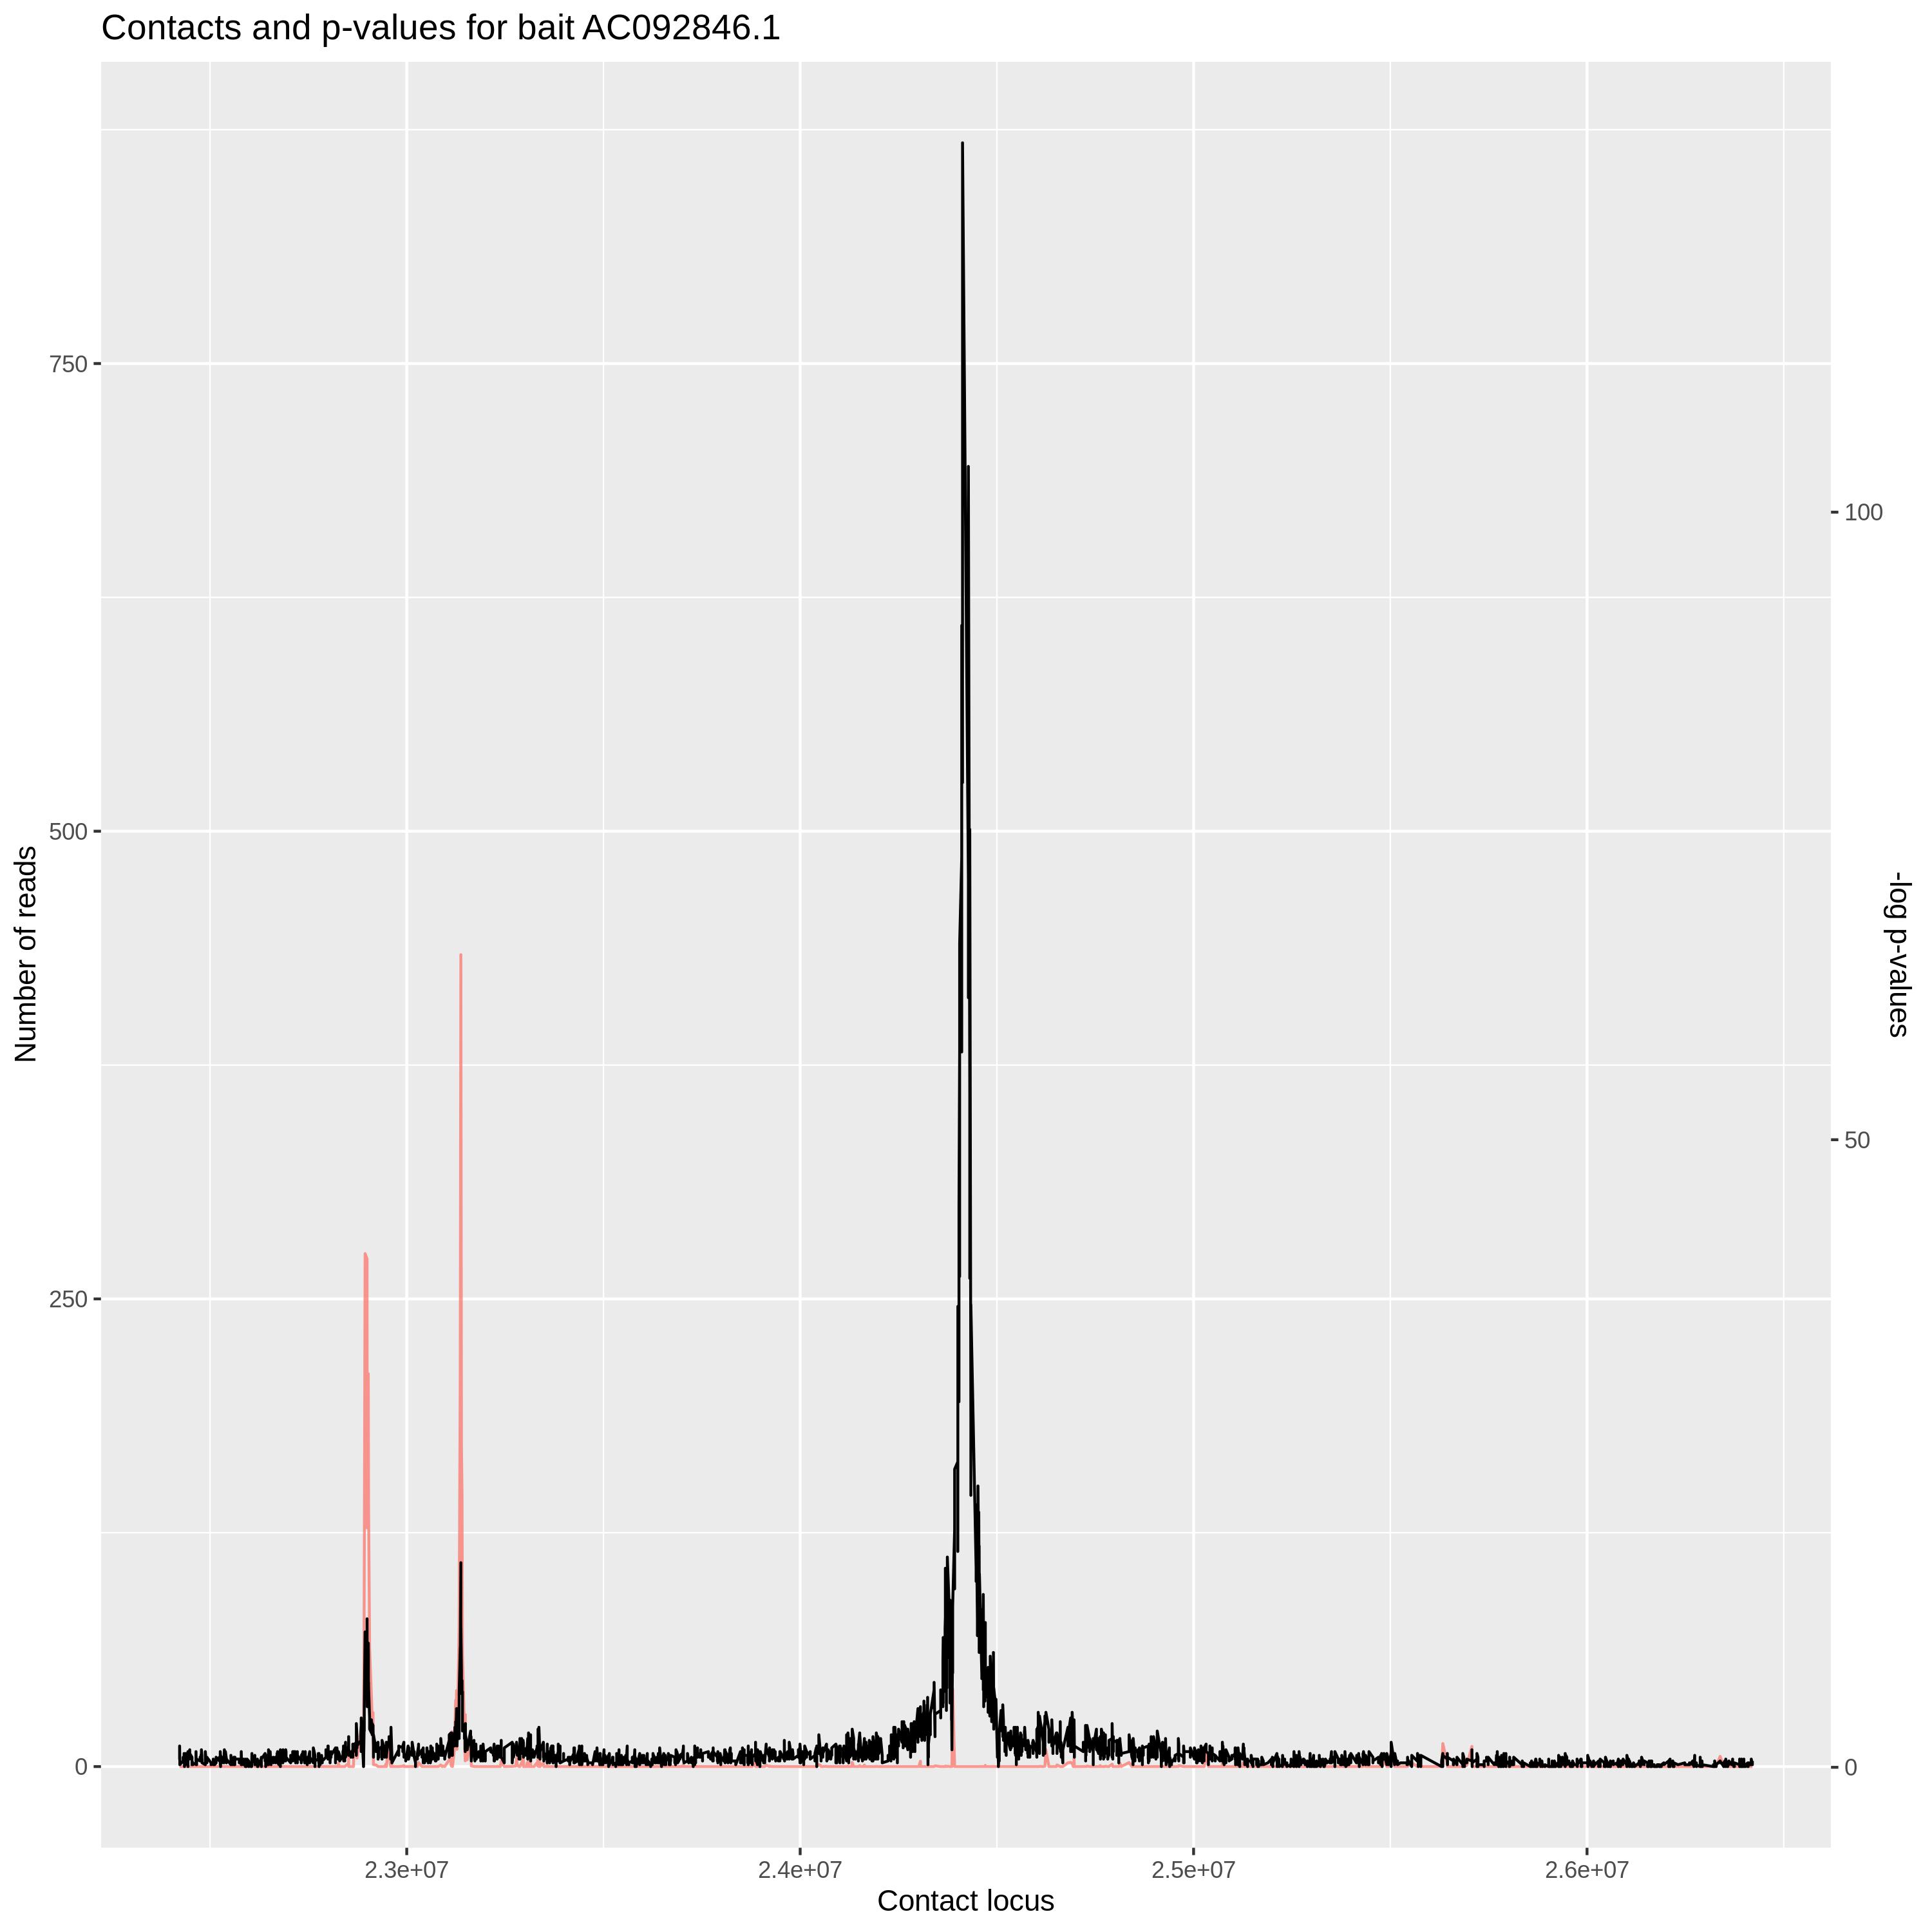 Contacts and p-values for bait AC092846.1
750
500
250
0
Number of reads
100
50
0
-log p-values
2.3e+07
2.4e+07
2.5e+07
2.6e+07
Contact locus